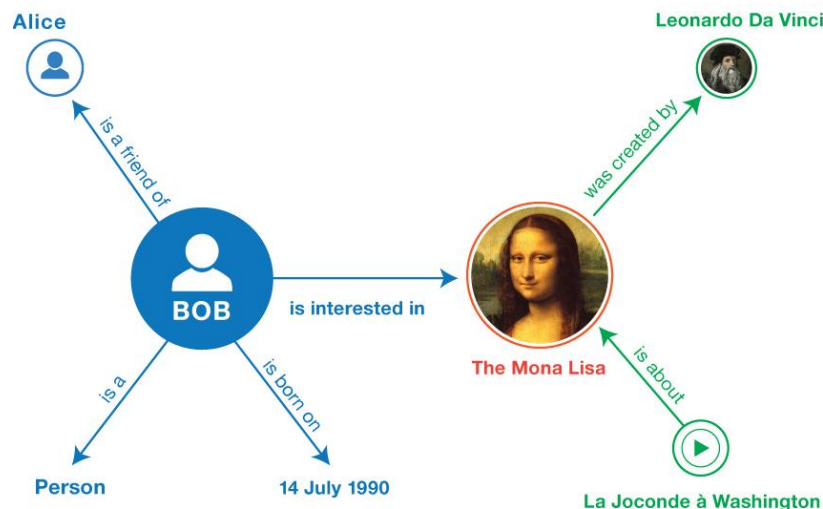 Alice
Leonardo Da Vinci
is a friend of
was created by
BOB
is interested in
The Mona Lisa
is a
is born on
is about
Person
14 July 1990
La Joconde à Washington